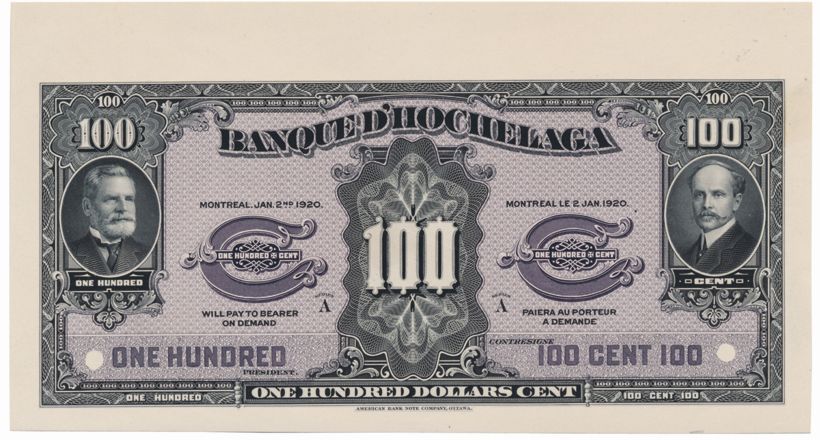 100 100
100 100
BANQUE D'HOCHELAGA
MONTREAL. JAN. 2ND 1920.
MONTREAL LE 2 JAN. 1920.
ONE HUNDRED CENT
100
ONE HUNDRED CENT
ONE HUNDRED
CENT
WILL PAY TO BEARER
ON DEMAND
A
A
PAIERA AU PORTEUR
A DEMANDE
CONTRESIGNE
ONE HUNDRED
100 CENT 100
PRESIDENT.
ONE HUNDRED
ONE HUNDRED DOLLARS CENT
100 CENT 100
AMERICAN BANK NOTE COMPANY, OTTAWA.